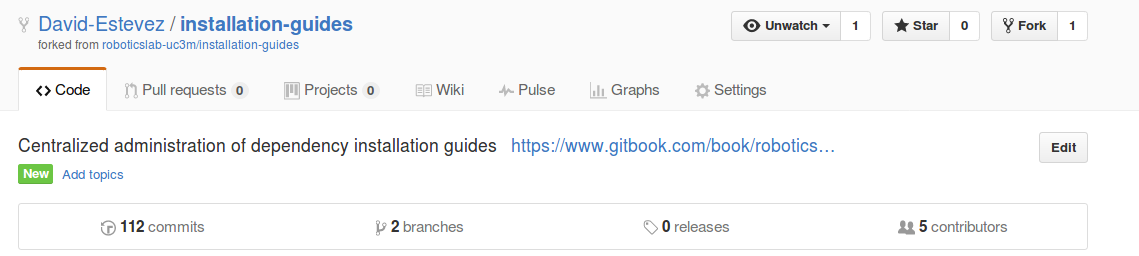 David-Estevez / installation-guides
forked from roboticslab-uc3m/installation-guides
Unwatch 1 Star 0 Fork 1
Code Pull requests 0 Projects 0 Wiki Pulse Graphs Settings
Centralized administration of dependency installation guides https://www.gitbook.com/book/robotics…
Edit
New Add topics
112 commits 2 branches 0 releases 5 contributors